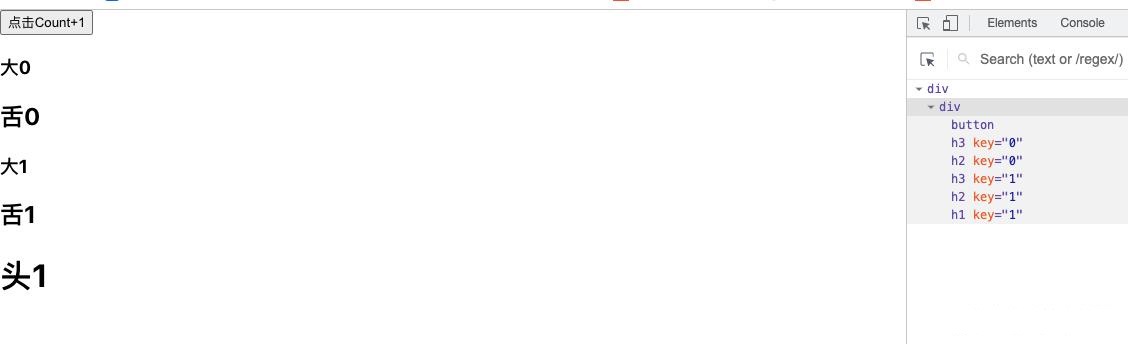 点击Count+1
大0
舌0
大1
舌1
头1
Elements
Console
Search (text or /regex/)
div
div
button
h3 key="0"
h2 key="0"
h3 key="1"
h2 key="1"
h1 key="1"